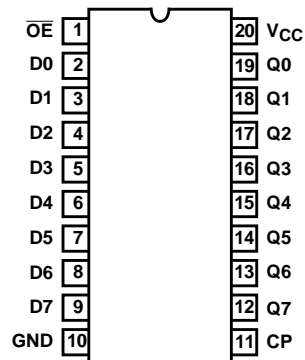 O̅E̅ 1 20 VCC
D0 2 19 Q0
D1 3 18 Q1
D2 4 17 Q2
D3 5 16 Q3
D4 6 15 Q4
D5 7 14 Q5
D6 8 13 Q6
D7 9 12 Q7
GND 10 11 CP